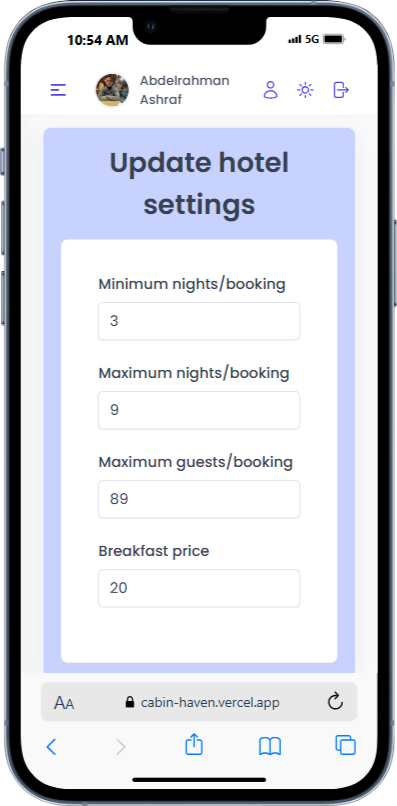 10:54 AM 5G
Abdelrahman
Ashraf
Update hotel
settings
Minimum nights/booking
3
Maximum nights/booking
9
Maximum guests/booking
89
Breakfast price
20
AA cabin-haven.vercel.app